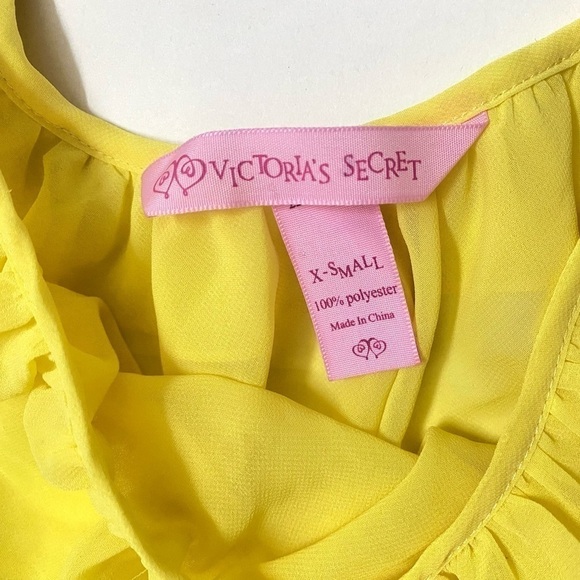 VICTORIA'S SECRET
X-SMALL
100% polyester
Made In China